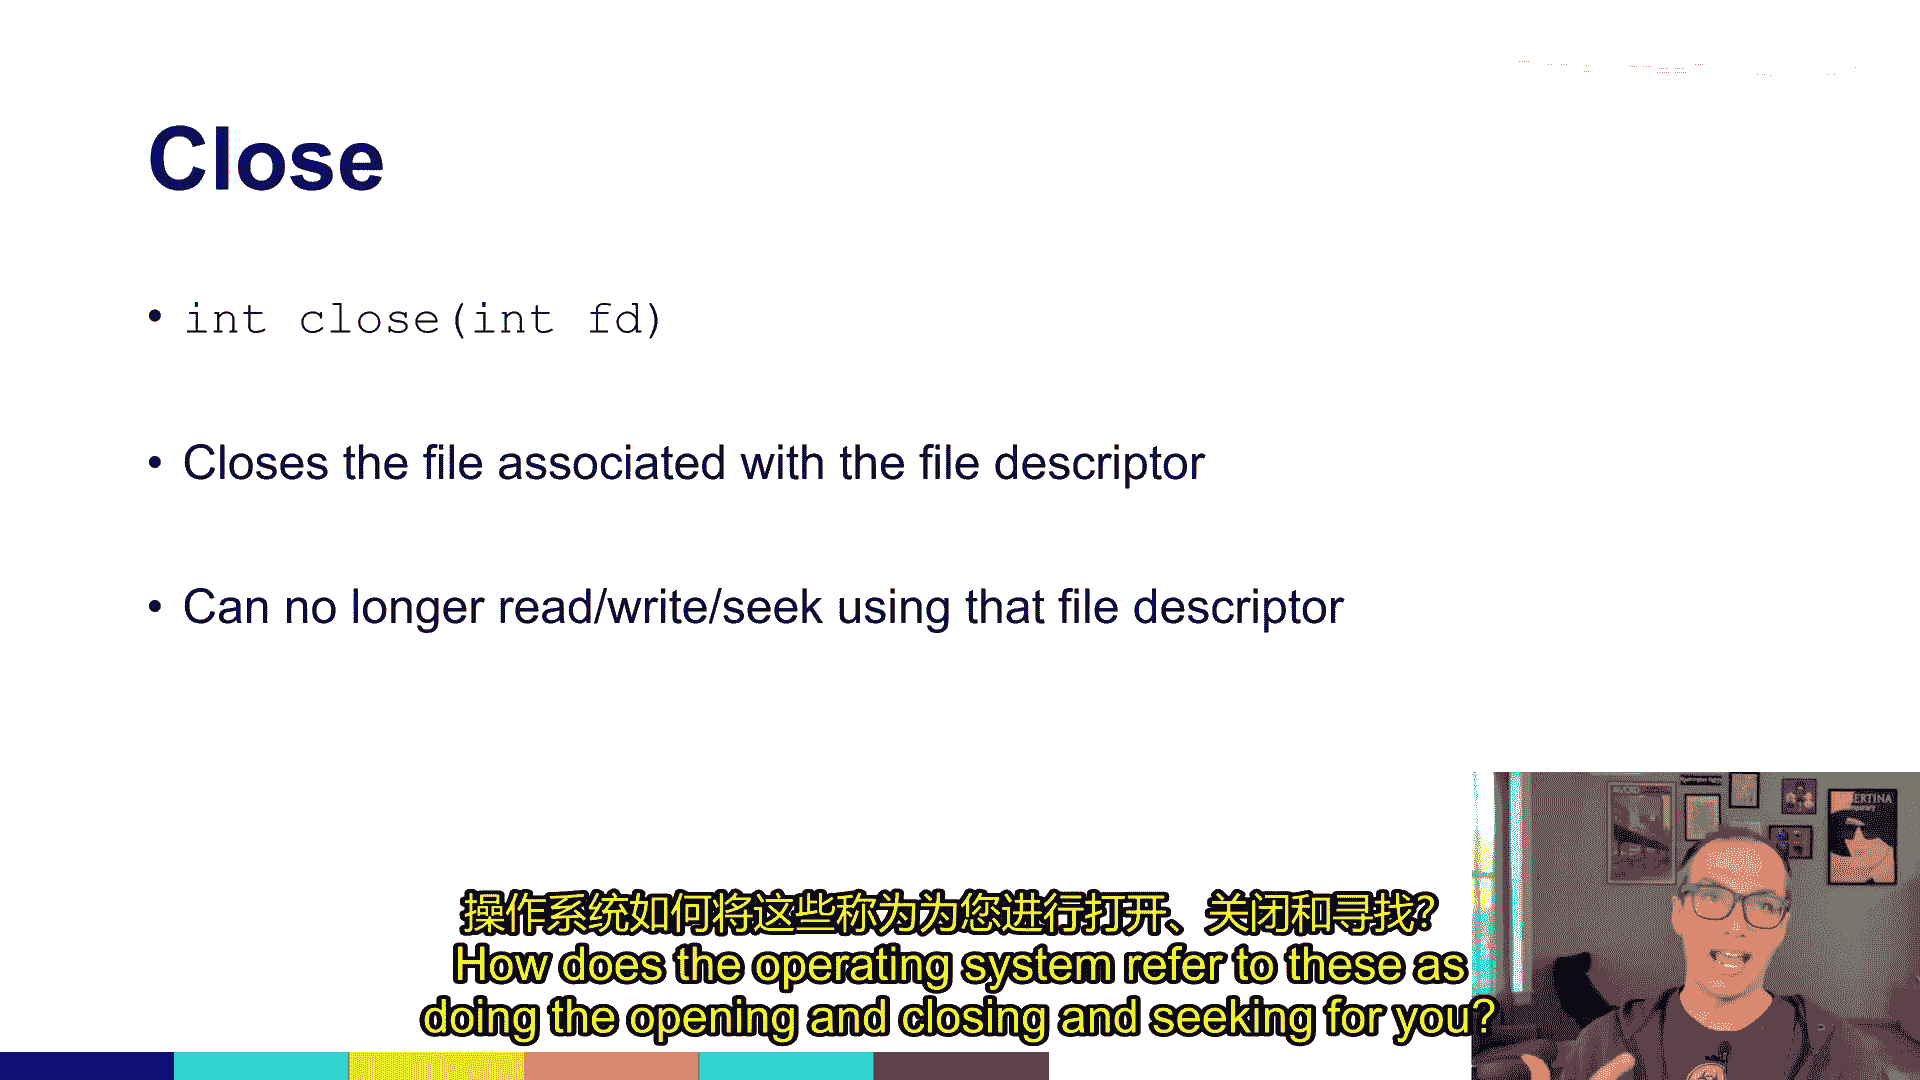 Close
• int close(int fd)
• Closes the file associated with the file descriptor
• Can no longer read/write/seek using that file descriptor
ERTINA
操作系统如何将这些称为为您进行打开、关闭和寻找?
How does the operating system refer to these as
doing the opening and closing and seeking for you?